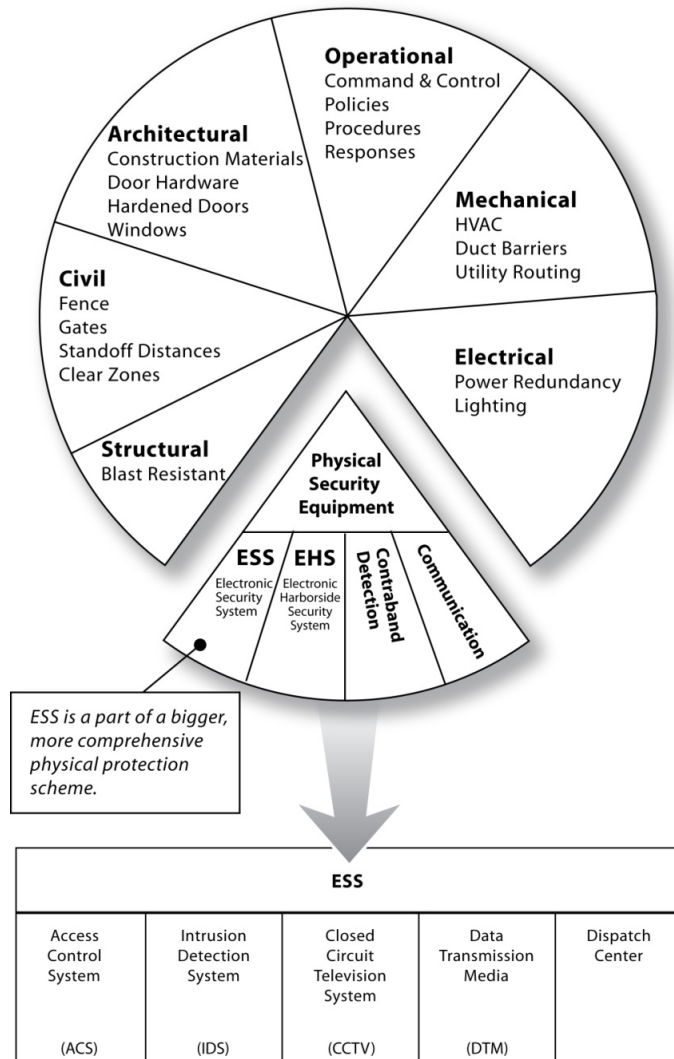 Operational
Command & Control
Policies
Procedures
Responses
Architectural
Construction Materials
Door Hardware
Hardened Doors
Windows
Mechanical
HVAC
Duct Barriers
Utility Routing
Civil
Fence
Gates
Standoff Distances
Clear Zones
Electrical
Power Redundancy
Lighting
Structural
Blast Resistant
Physical
Security
Equipment
ESS
Electronic
Security
System
EHS
Electronic
Harborside
Security
System
Contraband
Detection
Communication
ESS is a part of a bigger,
more comprehensive
physical protection
scheme.
ESS
Access
Control
System
(ACS)
Intrusion
Detection
System
(IDS)
Closed
Circuit
Television
System
(CCTV)
Data
Transmission
Media
(DTM)
Dispatch
Center